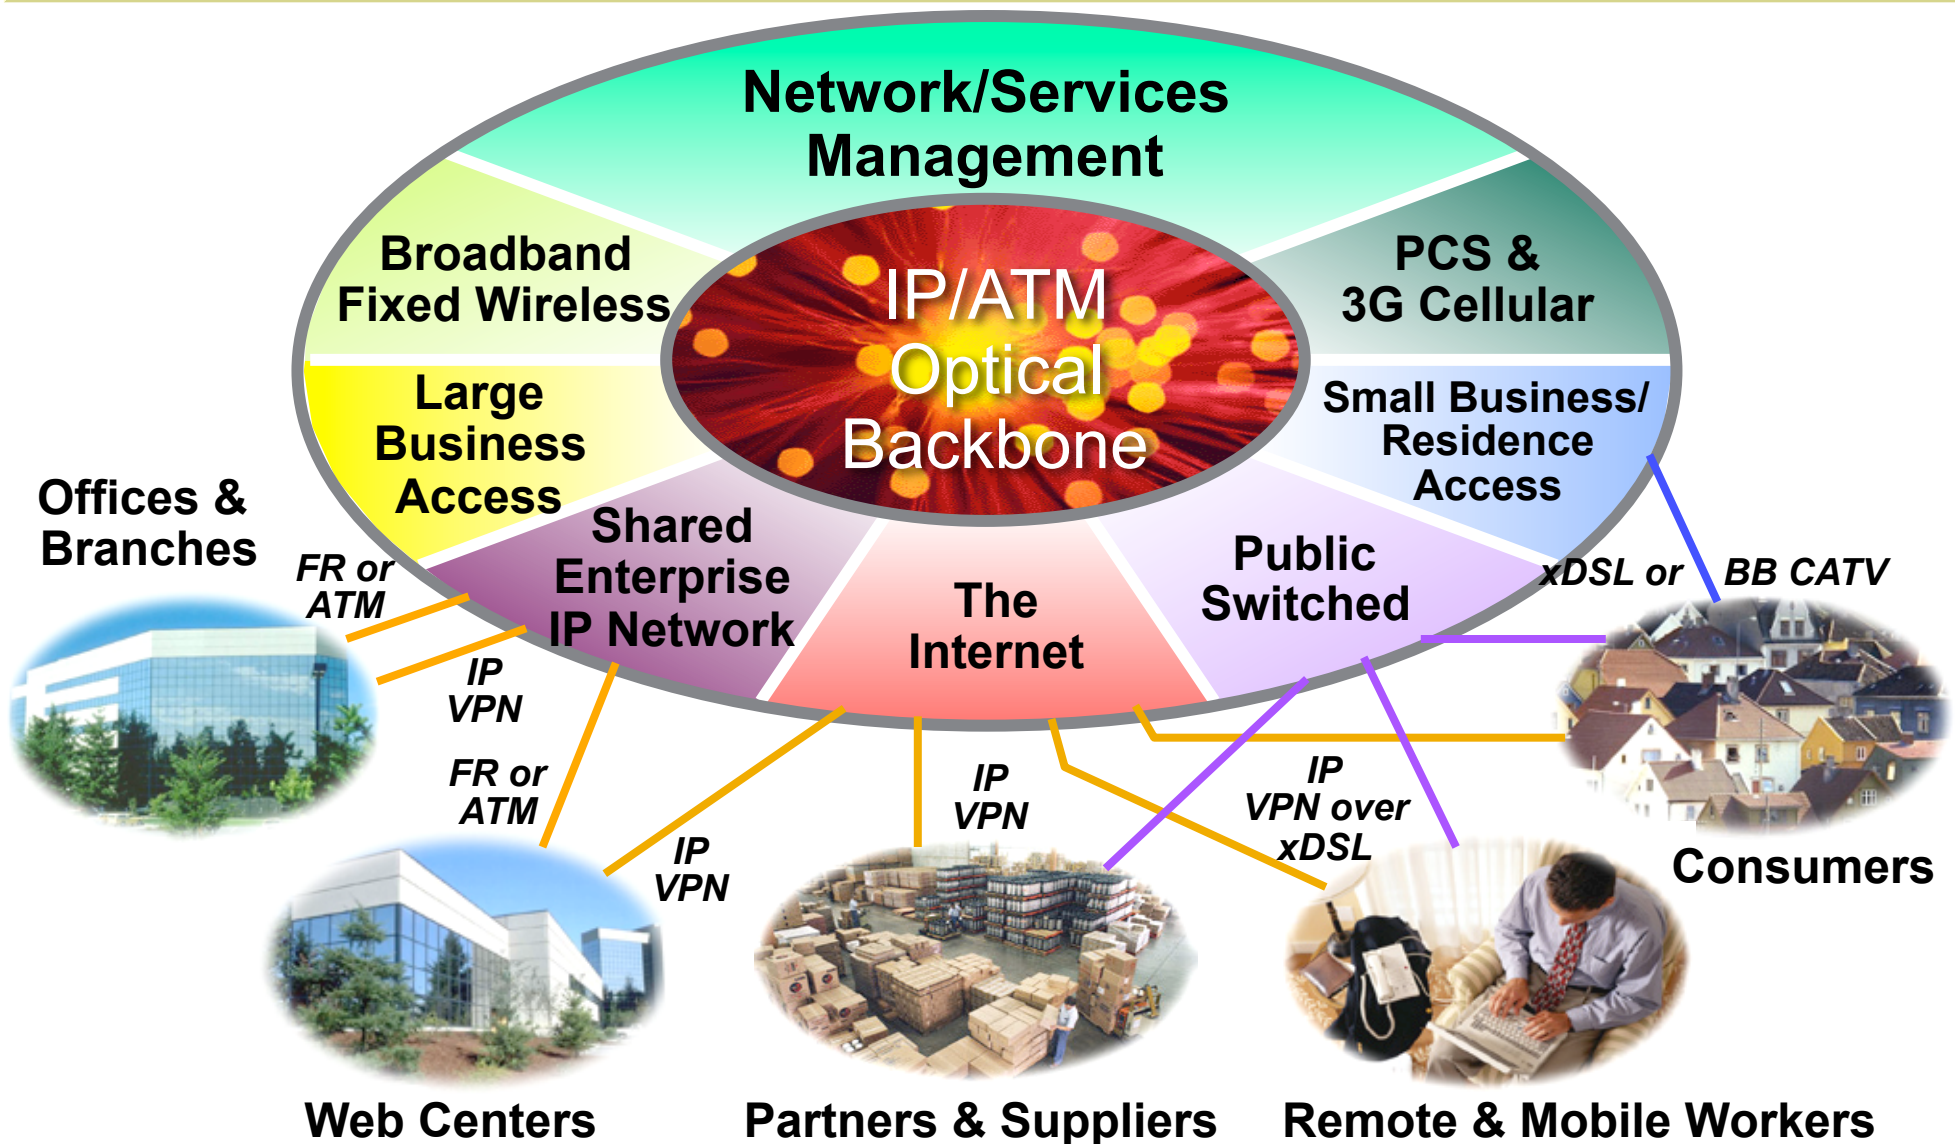 Network/Services
Management
Broadband
Fixed Wireless
IP/ATM
Optical
Backbone
PCS &
3G Cellular
Large
Business
Access
Small Business/
Residence
Access
Shared
Enterprise
IP Network
The
Internet
Public
Switched
Offices &
Branches
FR or
ATM
IP
VPN
FR or
ATM
IP
VPN
IP
VPN
IP
VPN over
xDSL
xDSL or
BB CATV
Consumers
Web Centers
Partners & Suppliers
Remote & Mobile Workers